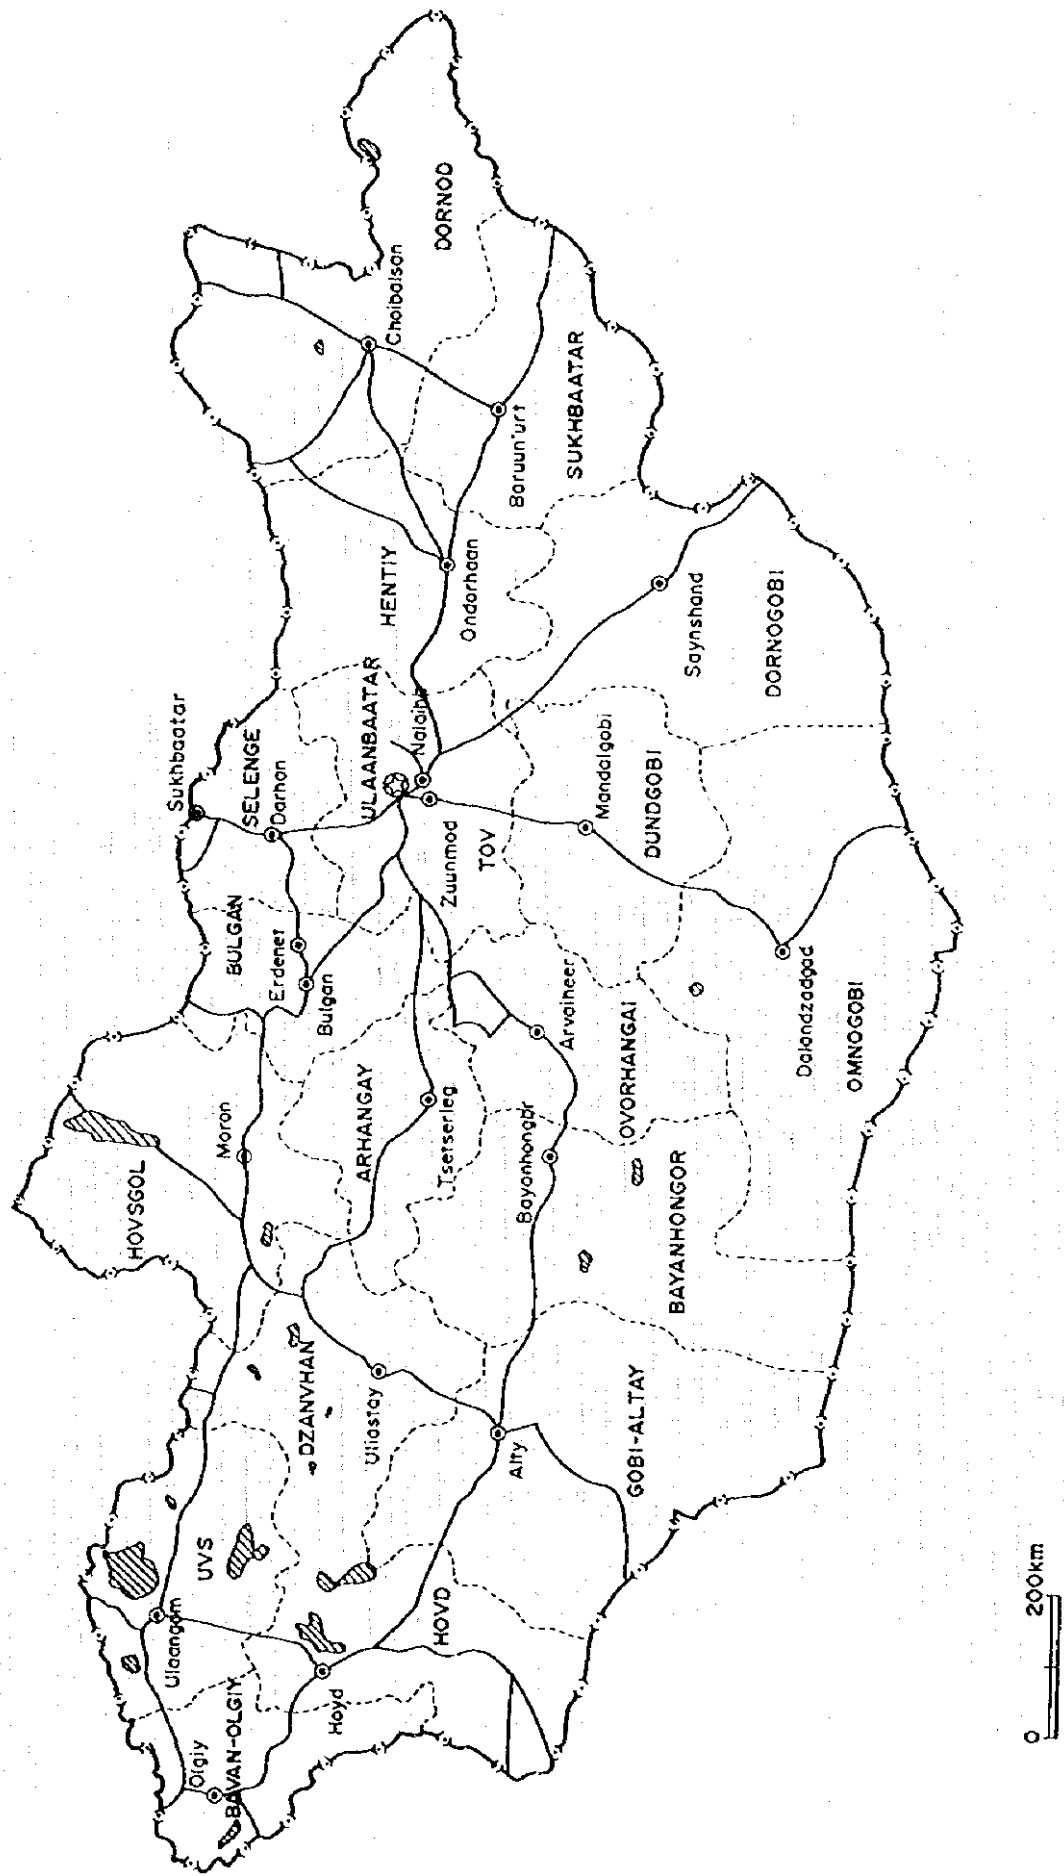 HOVSGOL
Moron
BULGAN
Erdenet
Bulgan
Sukhbaatar
SELENGE
Darhan
ULAANBAATAR
Nalaih
HENTIY
Ondorhaan
Choibalsan
DORNOD
Baruun'urt
SUKHBAATAR
Olgiy
BAVAN-OLGIY
Ulaangom
UVS
Hoyd
HOVD
DZANVHAN
Uliastay
Alty
GOBI-ALTAY
ARHANGAY
Tsetserleg
Bayanhongor
BAYANHONGOR
Arvaiheer
OVORHANGAI
Zuunmod
TOV
Mandalgobi
DUNDGOBI
Saynshand
DORNOGOBI
Dalandzadgad
OMNOGOBI
0 200km